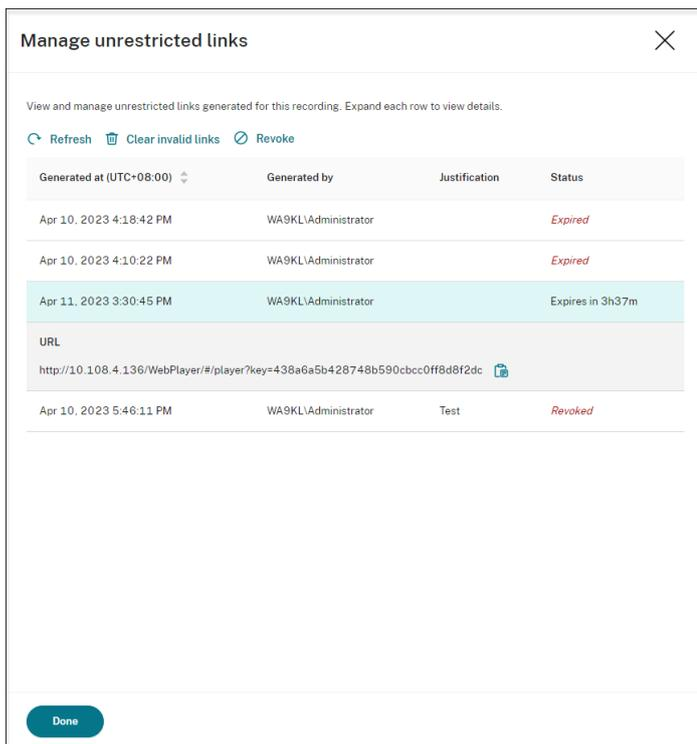 Manage unrestricted links
View and manage unrestricted links generated for this recording. Expand each row to view details.
Refresh Clear invalid links Revoke
Generated at (UTC+08:00) Generated by Justification Status
Apr 10, 2023 4:18:42 PM WA9KL\Administrator Expired
Apr 10, 2023 4:10:22 PM WA9KL\Administrator Expired
Apr 11, 2023 3:30:45 PM WA9KL\Administrator Expires in 3h37m
URL
http://10.108.4.136/WebPlayer/#/player?key=438a6a5b428748b590cbcc0ff8d8f2dc
Apr 10, 2023 5:46:11 PM WA9KL\Administrator Test Revoked
Done